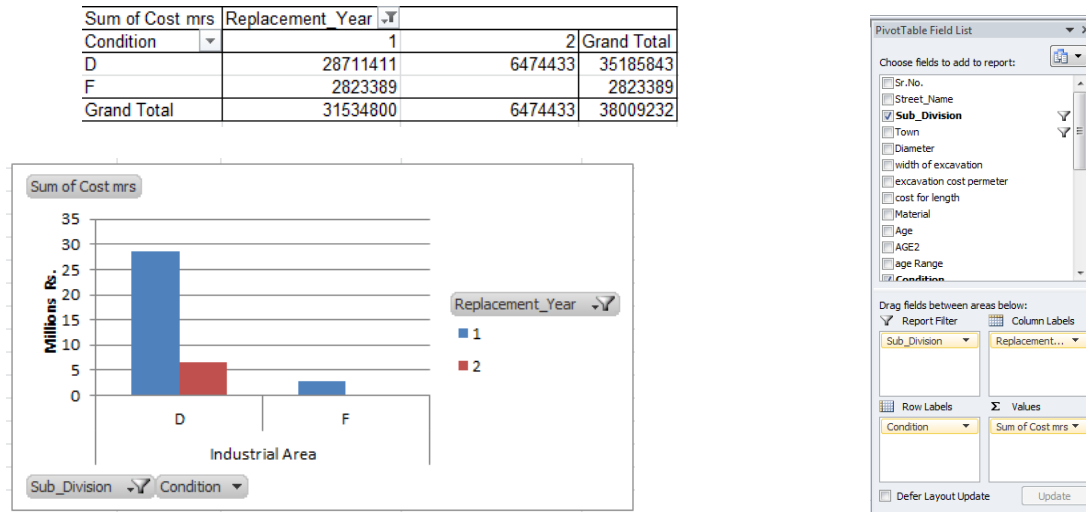 Sum of Cost mrs Replacement_Year
Condition 1 2 Grand Total
D 28711411 6474433 35185843
F 2823389 2823389
Grand Total 31534800 6474433 38009232
Sum of Cost mrs
35
30
25
20
15
10
5
0
Millions Rs.
D F
Industrial Area
Replacement_Year
1
2
Sub_Division Condition
PivotTable Field List
Choose fields to add to report:
Sr.No.
Street_Name
Sub_Division
Town
Diameter
width of excavation
excavation cost permeter
cost for length
Material
Age
AGE2
age Range
Condition
Drag fields between areas below:
Report Filter Column Labels
Sub_Division Replacement...
Row Labels Σ Values
Condition Sum of Cost mrs
Defer Layout Update Update